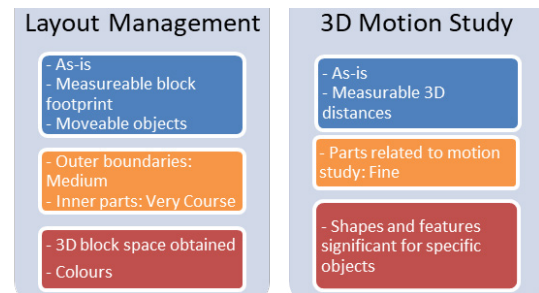 Layout Management
- As-is
- Measureable block
footprint
- Moveable objects
- Outer boundaries:
Medium
- Inner parts: Very Course
- 3D block space obtained
- Colours
3D Motion Study
- As-is
- Measurable 3D
distances
- Parts related to motion
study: Fine
- Shapes and features
significant for specific
objects